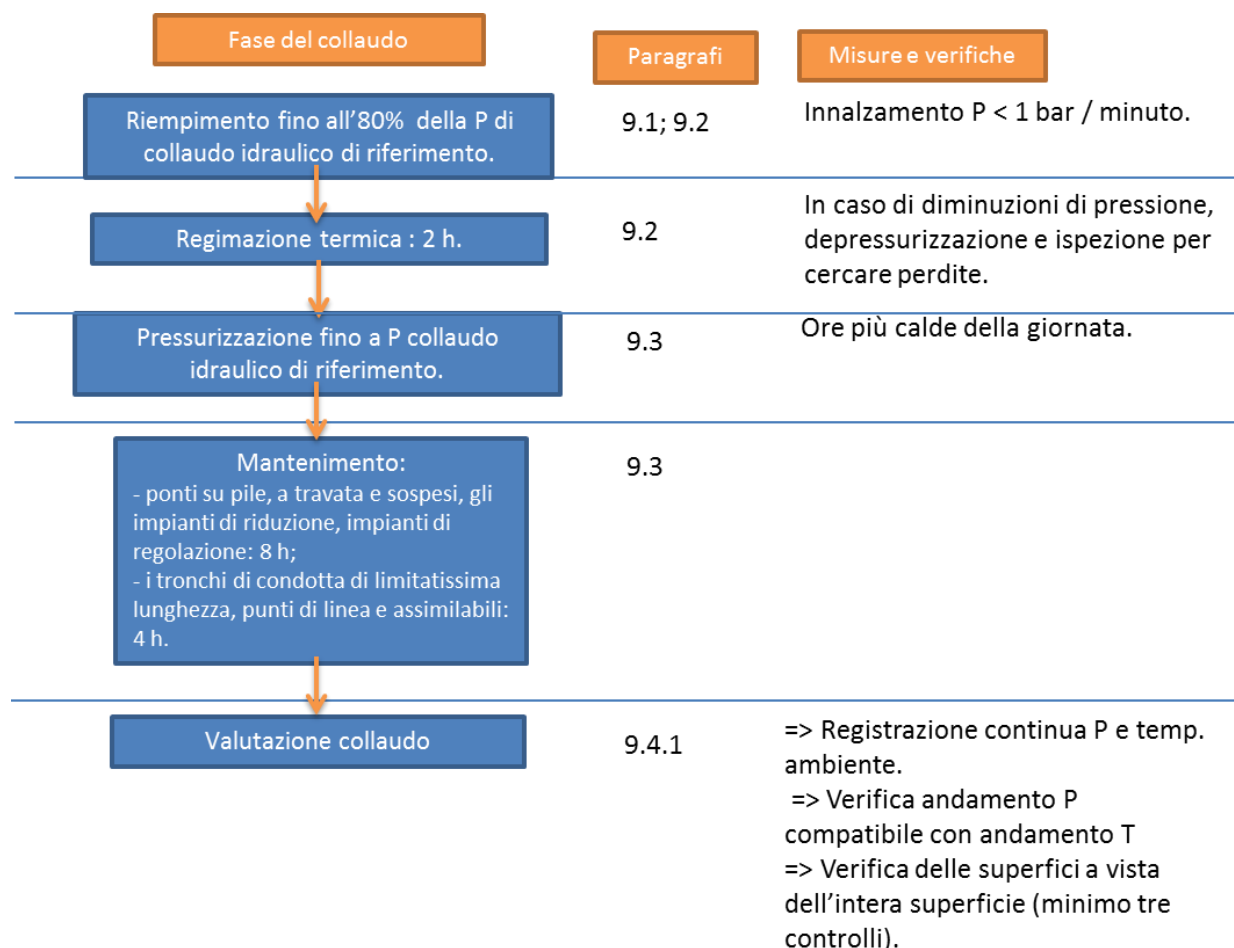 Fase del collaudo
Paragrafi
Misure e verifiche
Riempimento fino all'80% della P di
collaudo idraulico di riferimento.
9.1; 9.2
Innalzamento P < 1 bar / minuto.
Regimazione termica : 2 h.
9.2
In caso di diminuzioni di pressione,
depressurizzazione e ispezione per
cercare perdite.
Pressurizzazione fino a P collaudo
idraulico di riferimento.
9.3
Ore più calde della giornata.
Mantenimento:
- ponti su pile, a travata e sospesi, gli
impianti di riduzione, impianti di
regolazione: 8 h;
- i tronchi di condotta di limitatissima
lunghezza, punti di linea e assimilabili:
4 h.
9.3
Valutazione collaudo
9.4.1
=> Registrazione continua P e temp.
ambiente.
=> Verifica andamento P
compatibile con andamento T
=> Verifica delle superfici a vista
dell'intera superficie (minimo tre
controlli).